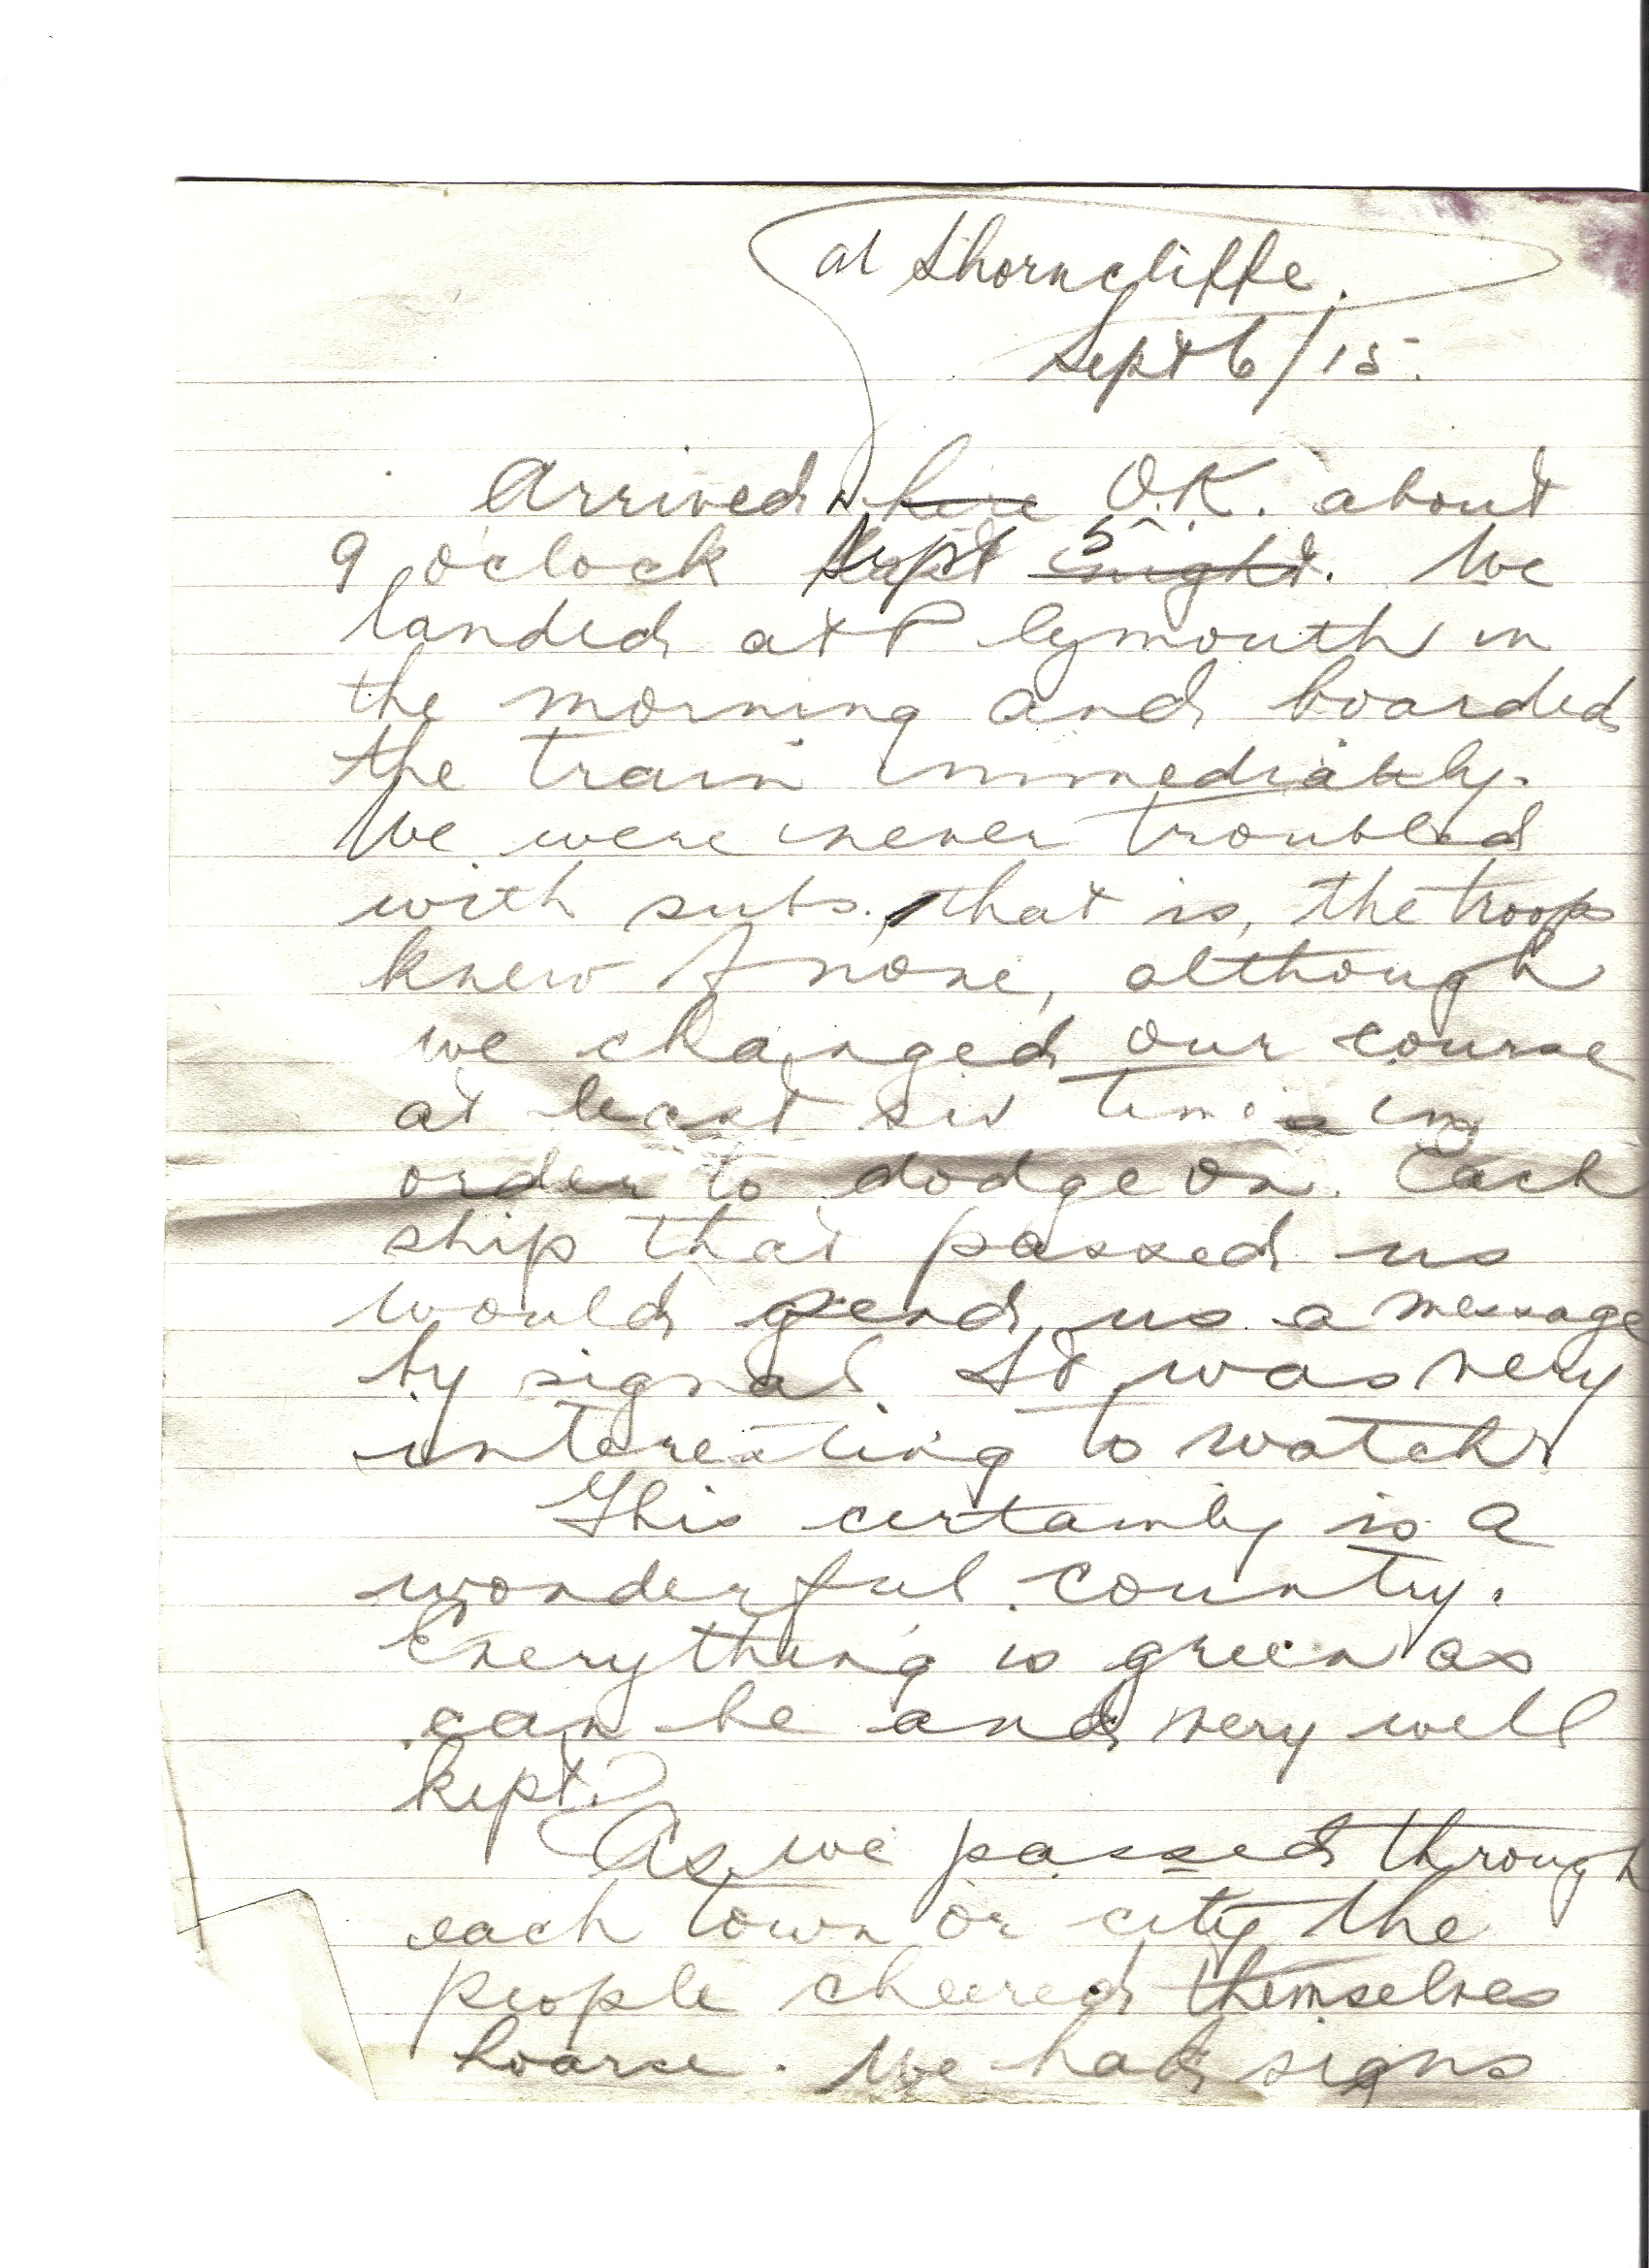 at Shorncliffe.
Sept 6/15.
Arrived here O.K. about
9 o'clock Sept 5 night. We
landed at Plymouth in
the morning and boarded
the train immediately.
We were never troubled
with subs. that is, the troops
knew of none, although
we changed our course
at least six times in
order to dodge on. Each
ship that passed us
would send us a message
by signal It was very
interesting to watch
This certainly is a
wonderful country.
Everything is green as
can be and very well
kept.
As we passed through
each town or city the
people cheered themselves
hoarse. We had signs